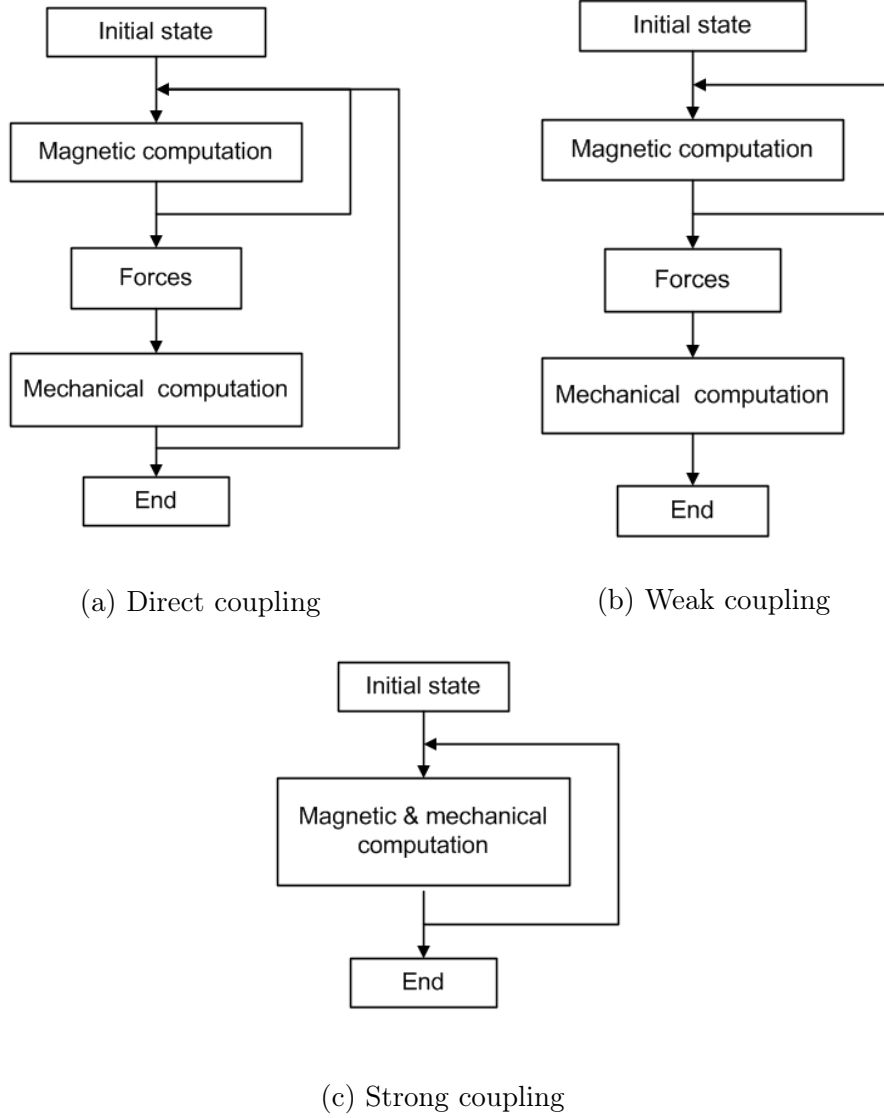 Initial state
Magnetic computation
Forces
Mechanical computation
End
(a) Direct coupling
Initial state
Magnetic computation
Forces
Mechanical computation
End
(b) Weak coupling
Initial state
Magnetic & mechanical
computation
End
(c) Strong coupling